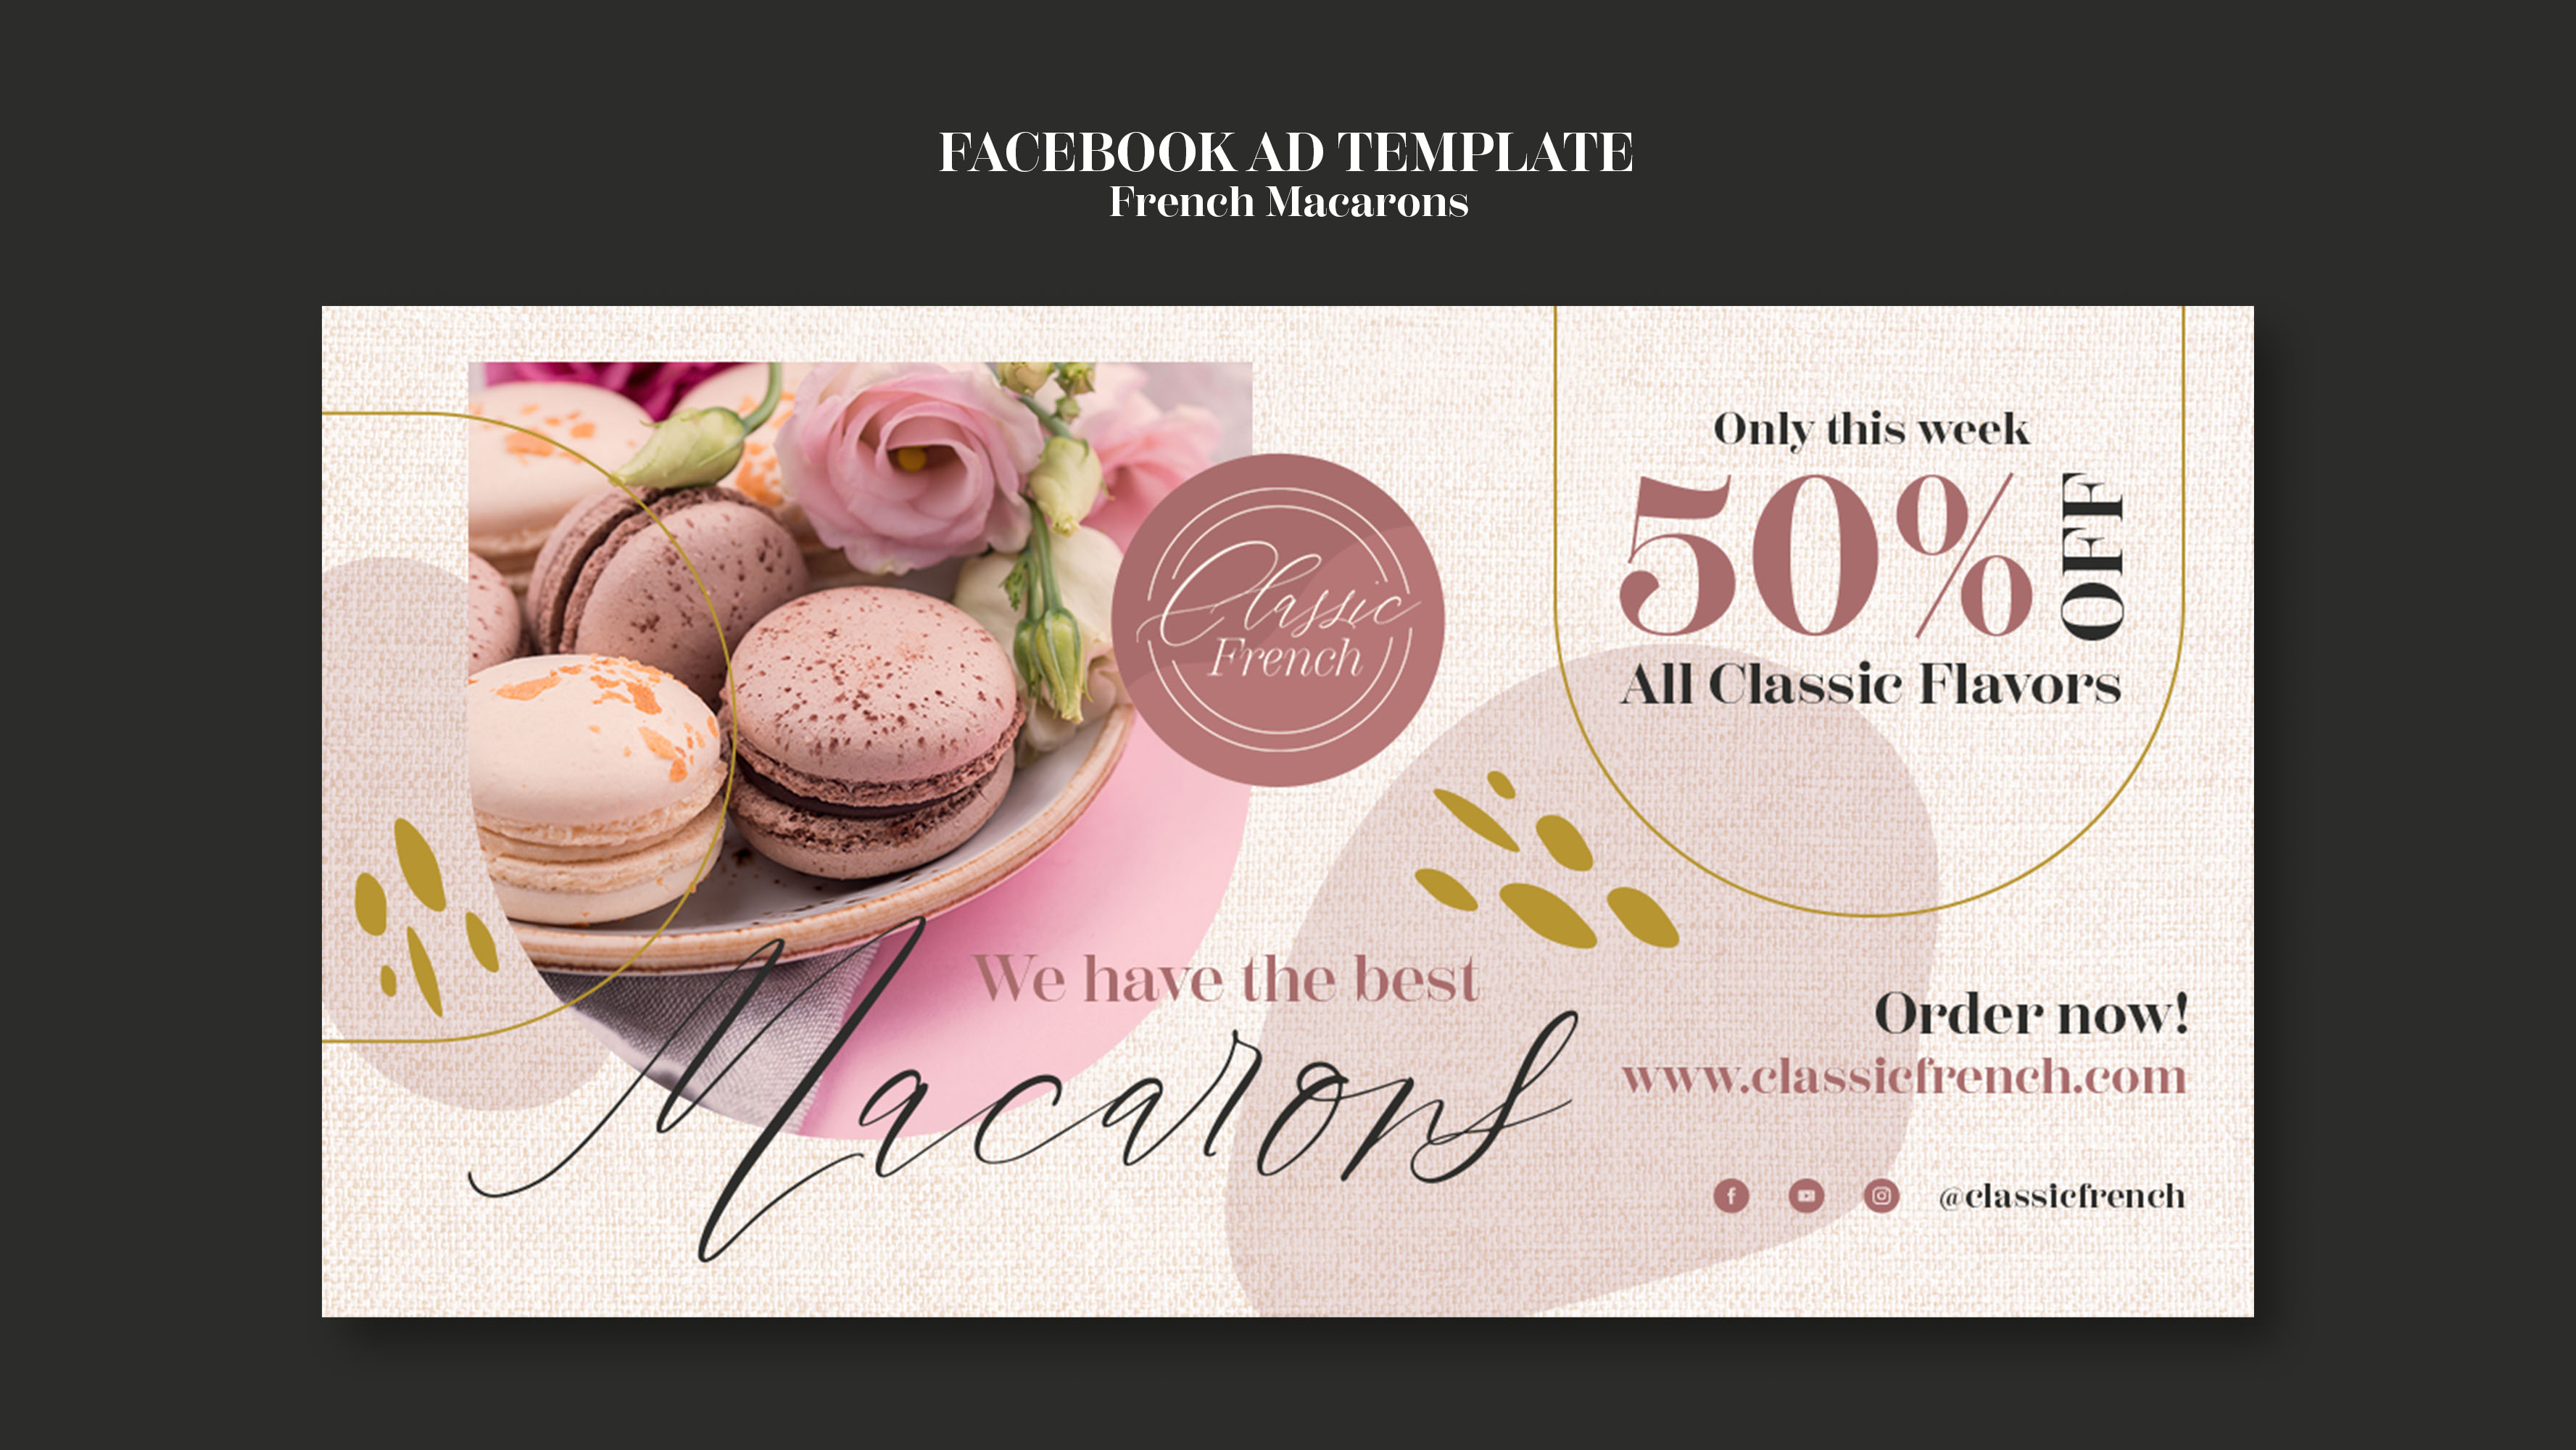 FACEBOOK AD TEMPLATE
French Macarons
Classic
French
Only this week
50% OFF
All Classic Flavors
We have the best
Macarons
Order now!
www.classicfrench.com
@classicfrench